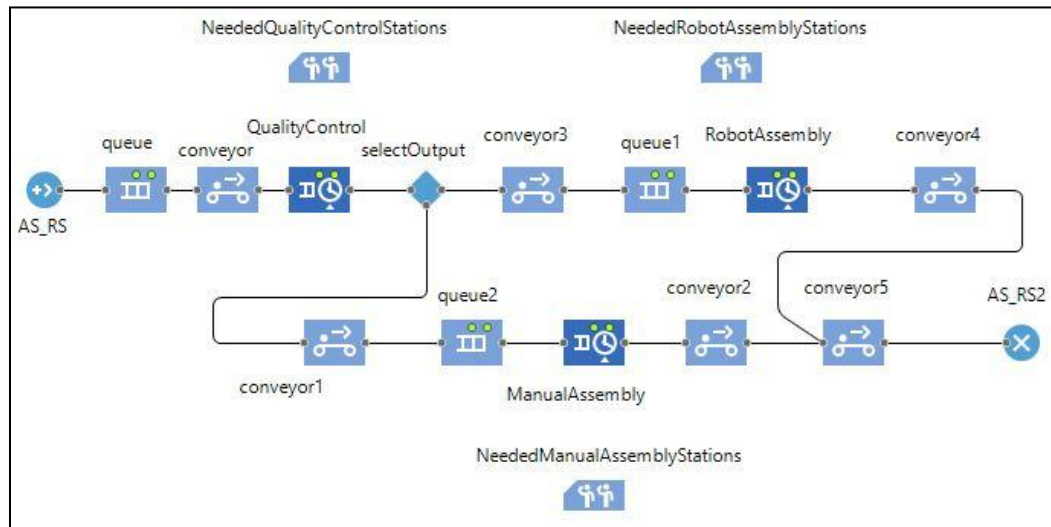 NeededQualityControlStations
NeededRobotAssemblyStations
queue
conveyor
QualityControl
selectOutput
conveyor3
queue1
RobotAssembly
conveyor4
AS_RS
queue2
conveyor2
conveyor5
AS_RS2
conveyor1
ManualAssembly
NeededManualAssemblyStations